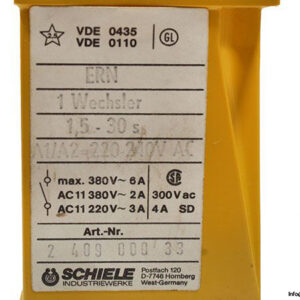 VDE 0435
VDE 0110
GL
ERN
1 Wechsler
1,5 - 30 s
A1/A2=220-240V AC
max. 380V~ 6A
AC11 380V~ 2A 300Vac
AC11 220V~ 3A 4A SD
Art.-Nr.
2 409 000 33
SCHIELE
INDUSTRIEWERKE
Postfach 120
D-7746 Hornberg
West-Germany